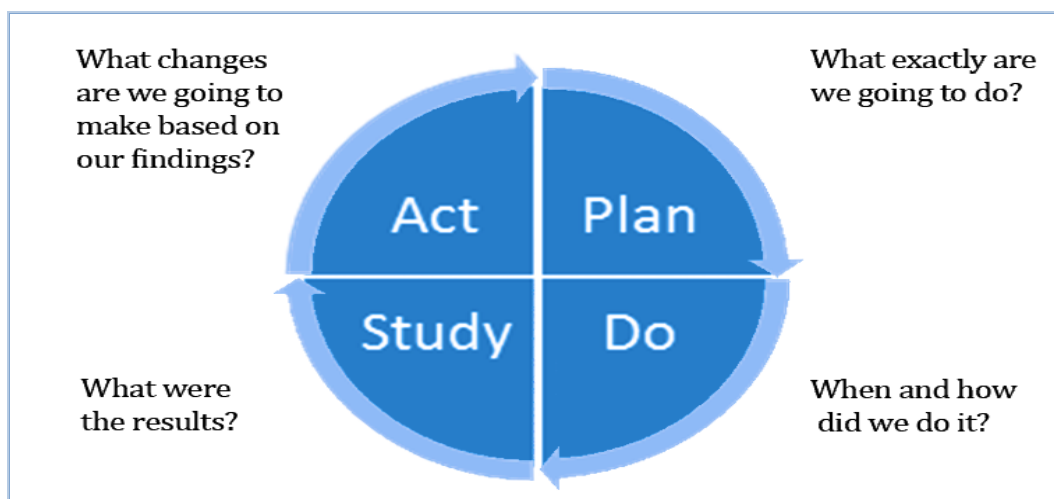 What changes
are we going to
make based on
our findings?
What exactly are
we going to do?
Act
Plan
Study
Do
What were
the results?
When and how
did we do it?